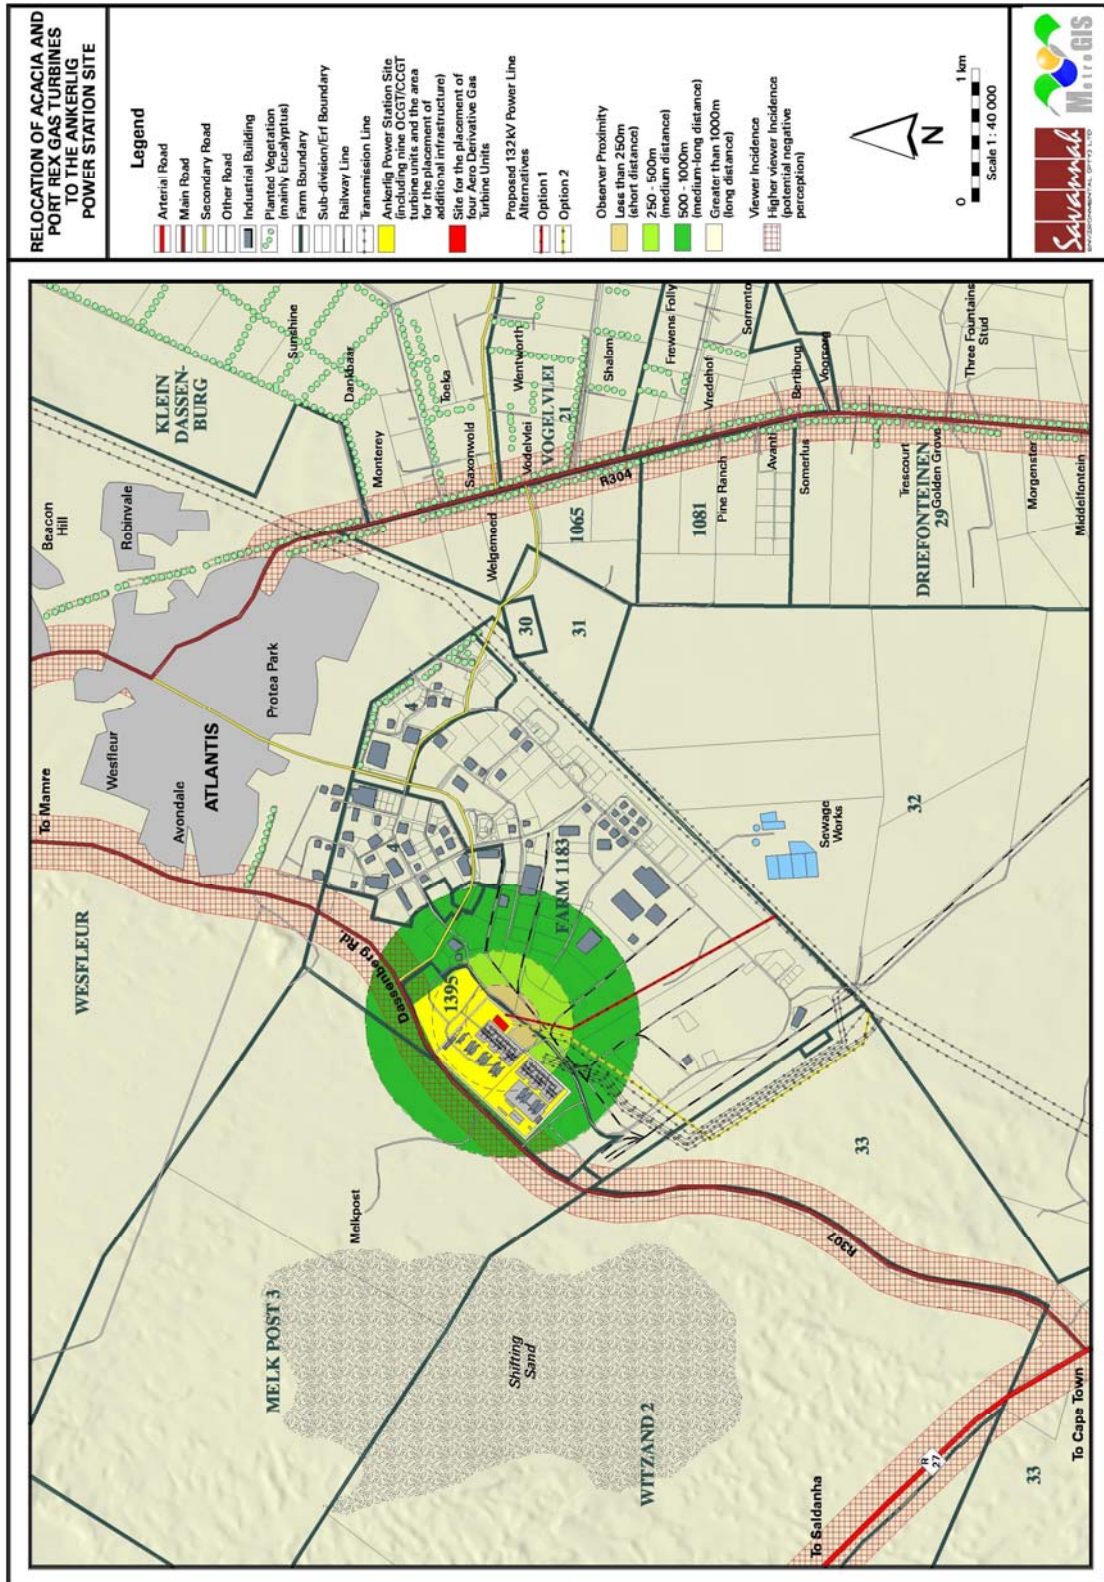 RELOCATION OF ACACIA AND
PORT REX GAS TURBINES
TO THE ANKERLIG
POWER STATION SITE
Legend
Arterial Road
Main Road
Secondary Road
Other Road
Industrial Building
Planted Vegetation
(mainly Eucalyptus)
Farm Boundary
Sub-division/Erf Boundary
Railway Line
Transmission Line
Ankerlig Power Station Site
(including nine OCGT/CCGT
turbine units and the area
for the placement of
additional infrastructure)
Site for the placement of
four Aero Derivative Gas
Turbine Units
Proposed 132kV Power Line
Alternatives
Option 1
Option 2
Observer Proximity
Less than 250m
(short distance)
250 - 500m
(medium distance)
500 - 1000m
(medium-long distance)
Greater than 1000m
(long distance)
Viewer Incidence
Higher viewer Incidence
(potential negative
perception)
N
0
1 km
Scale 1 : 40 000
Savannah
ENVIRONMENTAL (PTY) LTD
MetroGIS
To Mamre
WESFLEUR
Wesfleur
Avondale
ATLANTIS
Protea Park
Beacon
Hill
Robinvale
KLEIN
DASSEN-
BURG
Sunshine
Dankbaar
Monterey
Toeka
Saxonwold
Wentworth
Vodelvlei
VOGELVLEI
21
Shalom
Frewens Folly
Welgemoed
R304
1065
Vredehof
Sorrento
1081
Pine Ranch
Avanti
Bertibrug
Voorsorg
Somerlus
Three Fountains
Stud
Trescourt
Golden Grove
DRIEFONTEINEN
29
Morgenster
Middelfontein
30
31
4
4
FARM 1183
Dassenberg Rd.
1395
Sewage
Works
32
33
Melkpost
MELK POST 3
Shifting
Sand
WITZAND 2
R307
R
27
To Saldanha
To Cape Town
33